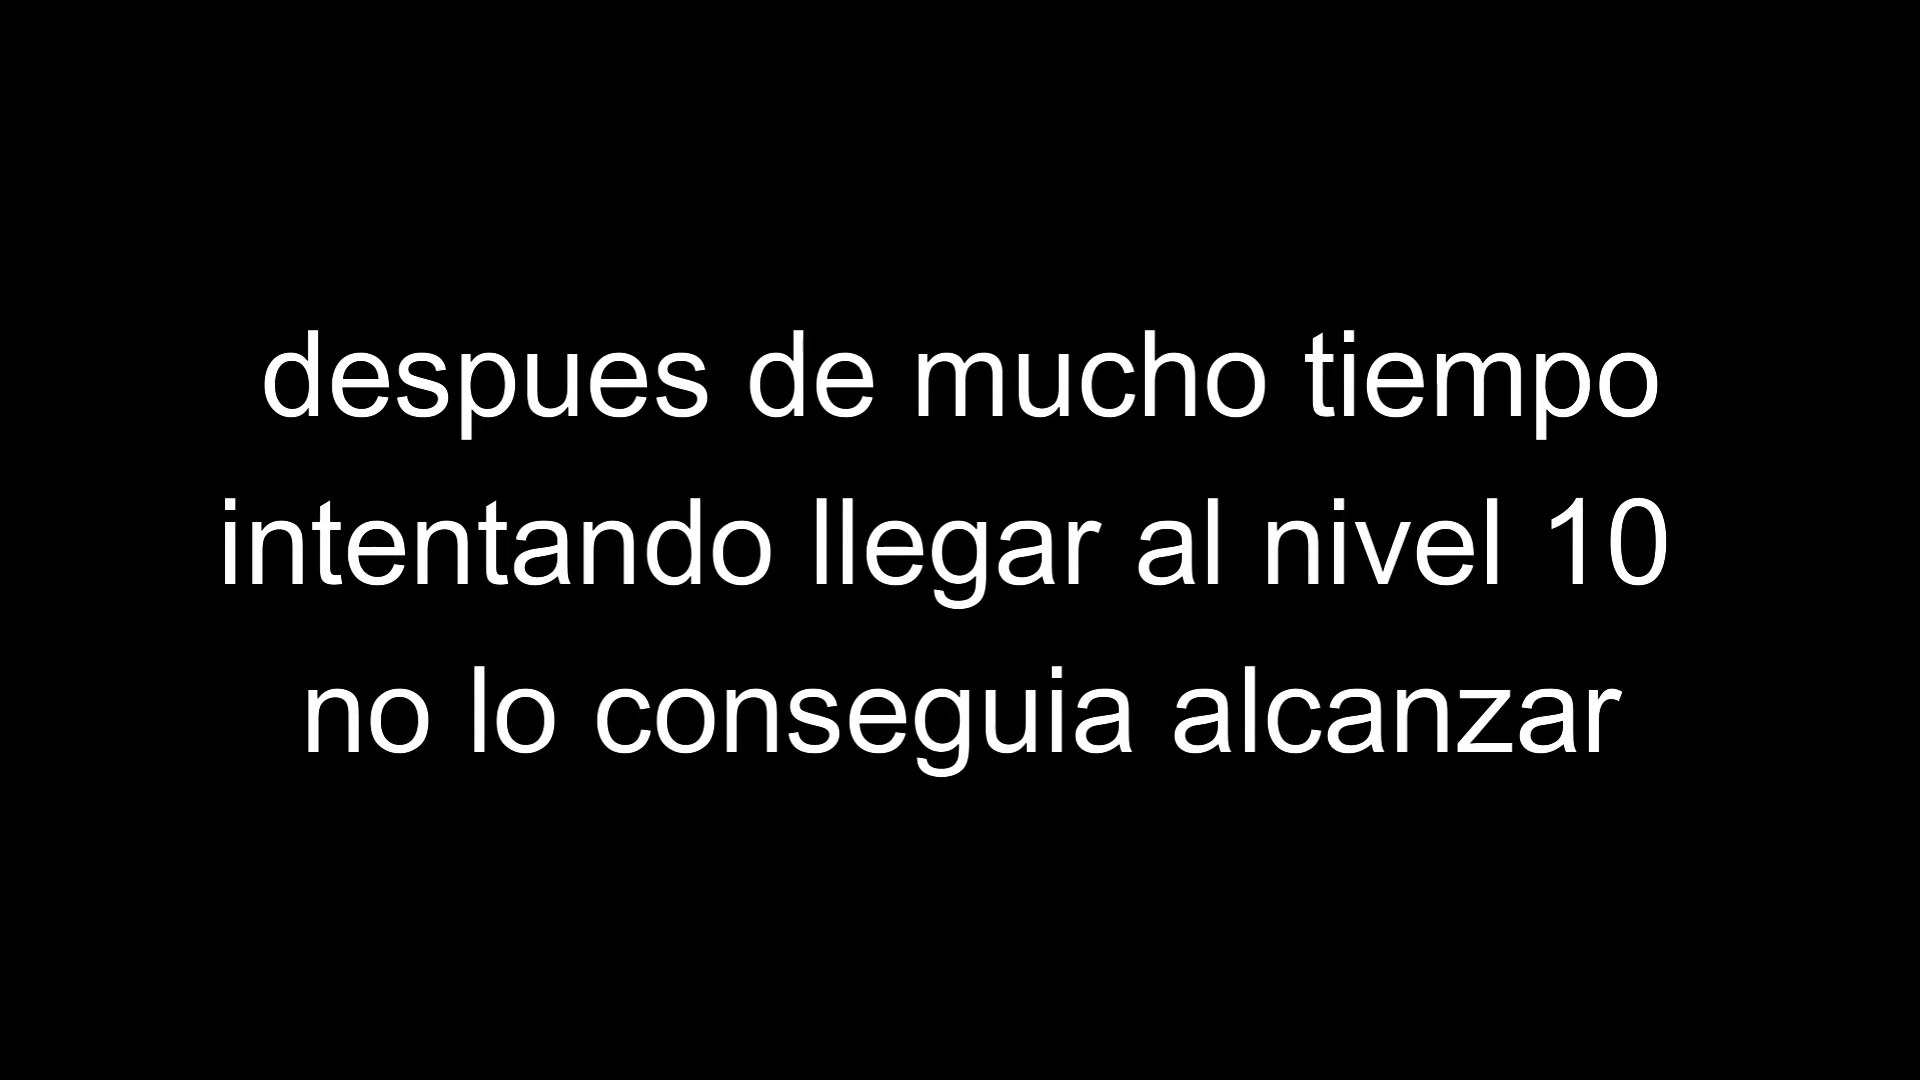 despues de mucho tiempo
intentando llegar al nivel 10
no lo conseguia alcanzar